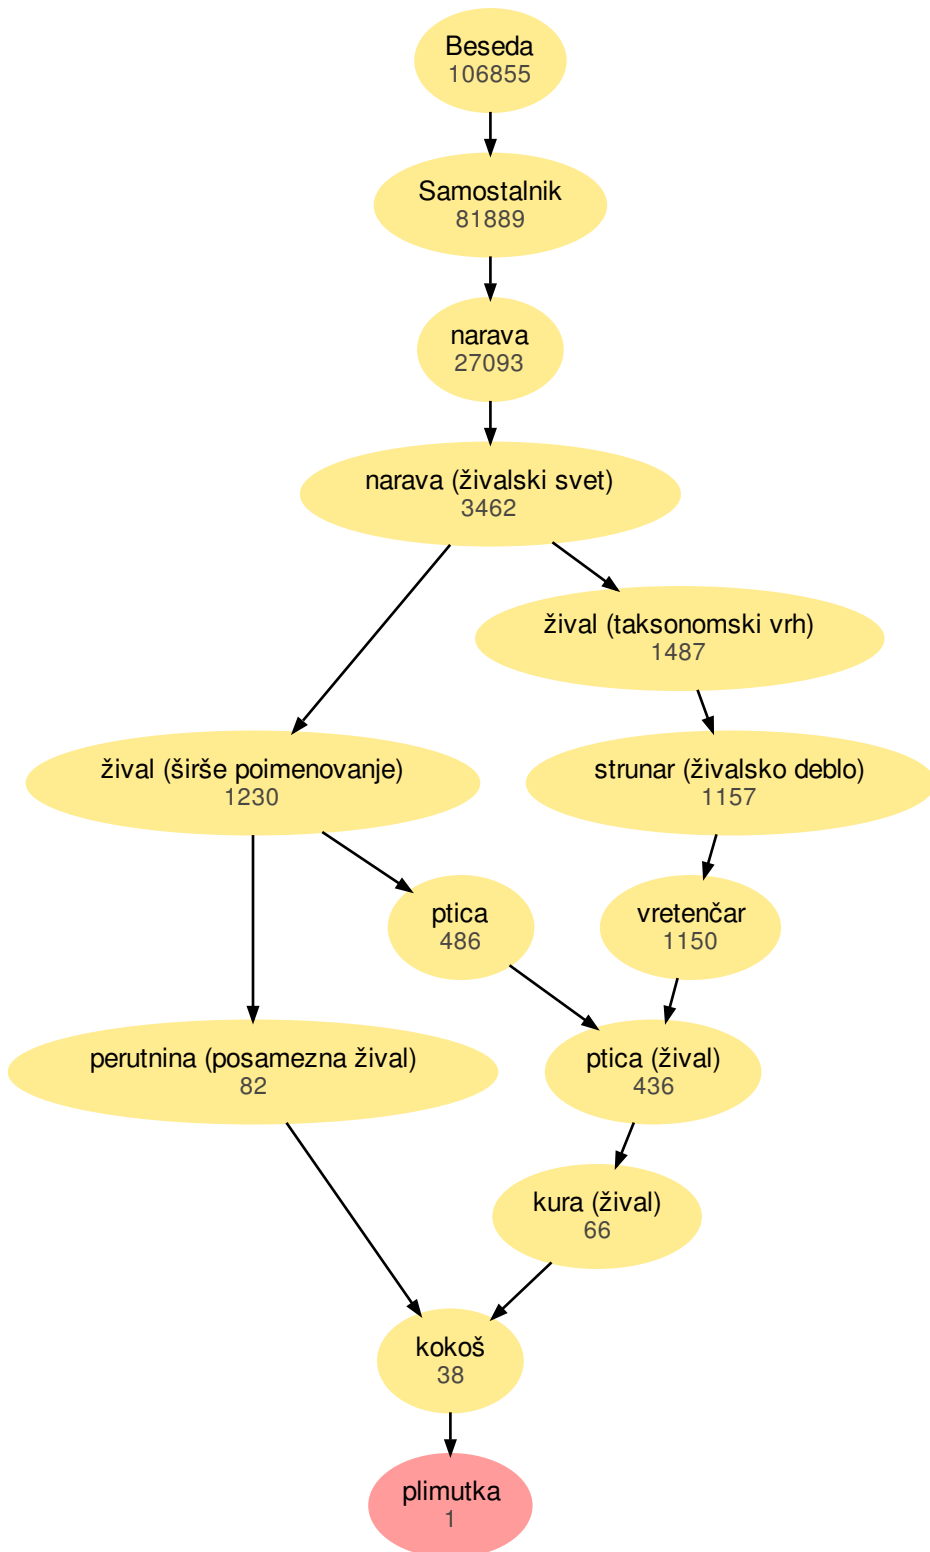 Beseda
106855
Samostalnik
81889
narava
27093
narava (živalski svet)
3462
žival (taksonomski vrh)
1487
žival (širše poimenovanje)
1230
strunar (živalsko deblo)
1157
ptica
486
vretenčar
1150
perutnina (posamezna žival)
82
ptica (žival)
436
kura (žival)
66
kokoš
38
plimutka
1